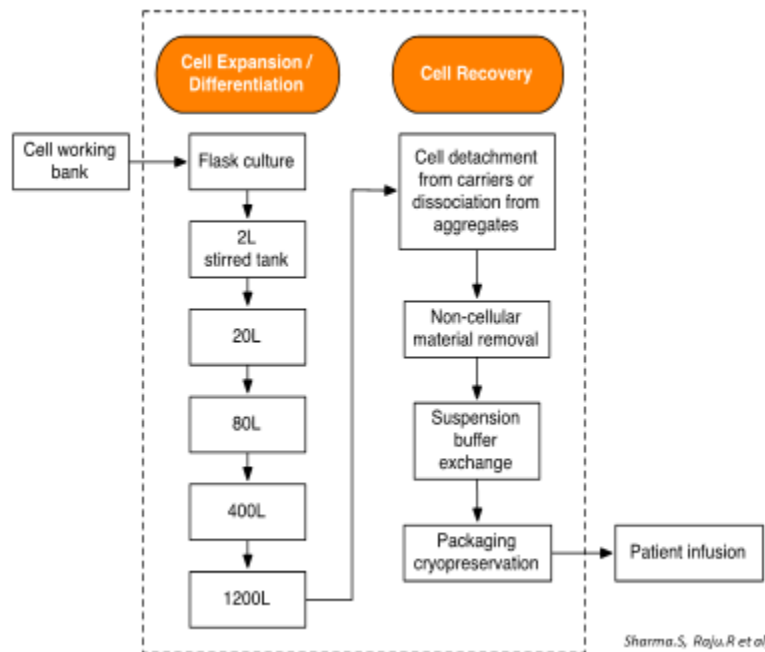 Cell Expansion /
Differentiation
Cell Recovery
Cell working
bank
Flask culture
2L
stirred tank
20L
80L
400L
1200L
Cell detachment
from carriers or
dissociation from
aggregates
Non-cellular
material removal
Suspension
buffer
exchange
Packaging
cryopreservation
Patient infusion
Sharma.S, Raju.R et al